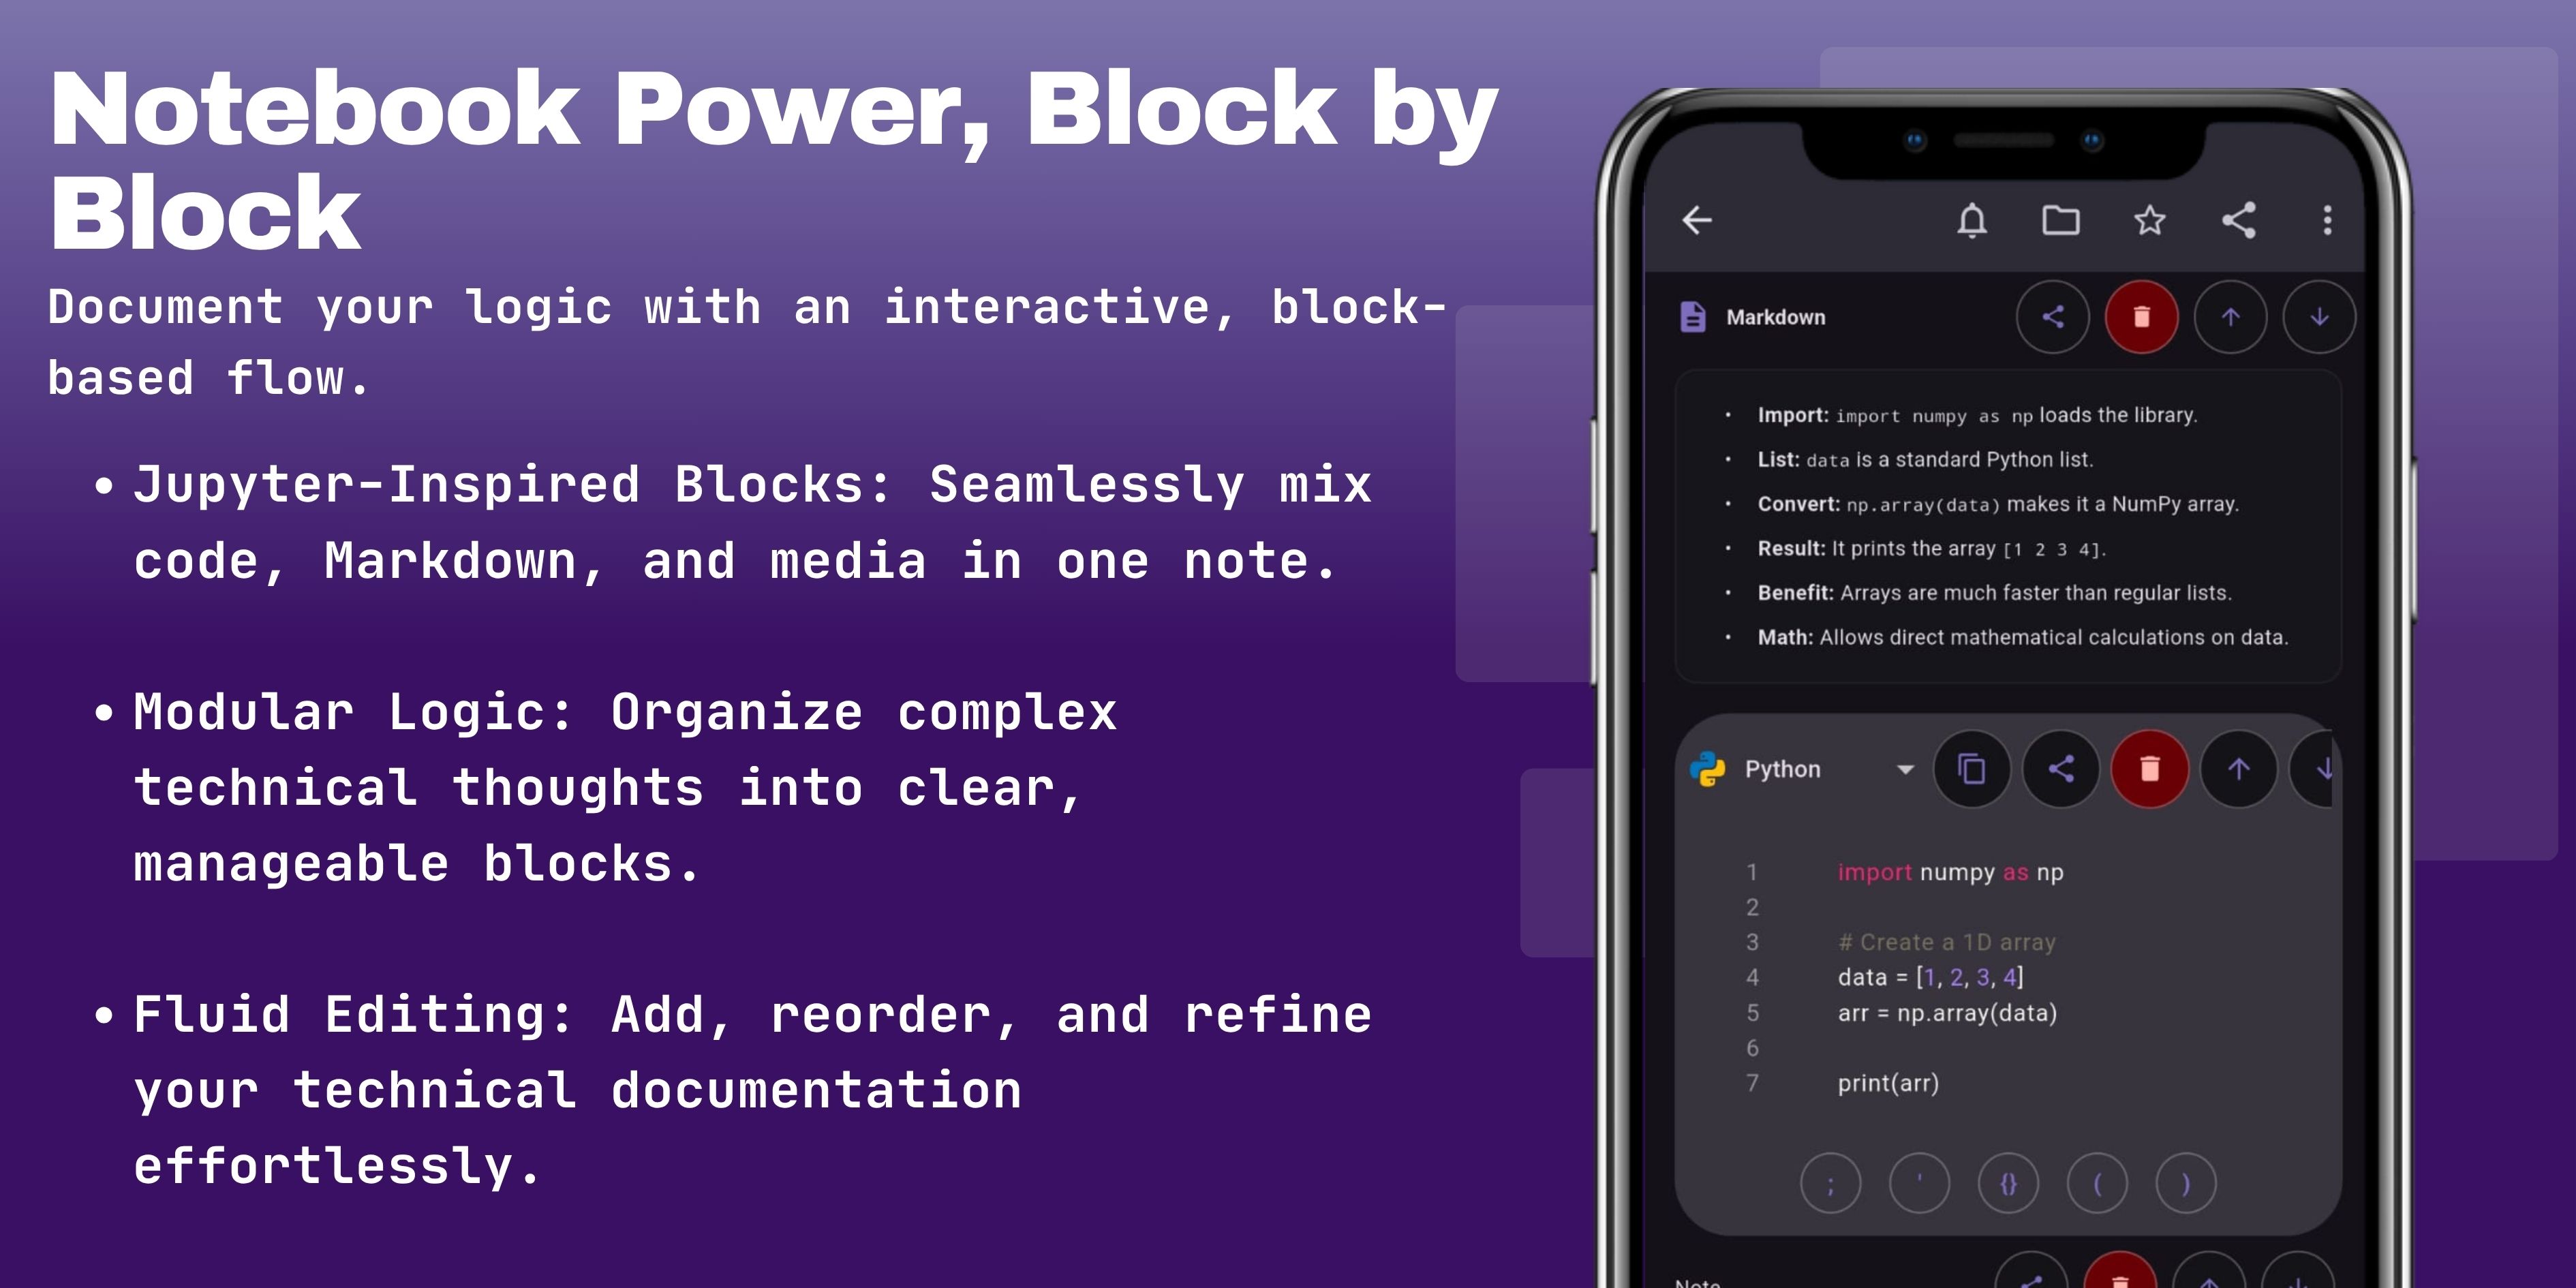 Notebook Power, Block by
Block
Document your logic with an interactive, block-
based flow.
• Jupyter-Inspired Blocks: Seamlessly mix
code, Markdown, and media in one note.
• Modular Logic: Organize complex
technical thoughts into clear,
manageable blocks.
• Fluid Editing: Add, reorder, and refine
your technical documentation
effortlessly.
Markdown
• Import: import numpy as np loads the library.
• List: data is a standard Python list.
• Convert: np.array(data) makes it a NumPy array.
• Result: It prints the array [1 2 3 4].
• Benefit: Arrays are much faster than regular lists.
• Math: Allows direct mathematical calculations on data.
Python
1 import numpy as np
2
3 # Create a 1D array
4 data = [1, 2, 3, 4]
5 arr = np.array(data)
6
7 print(arr)
; ' {} ( )
Note